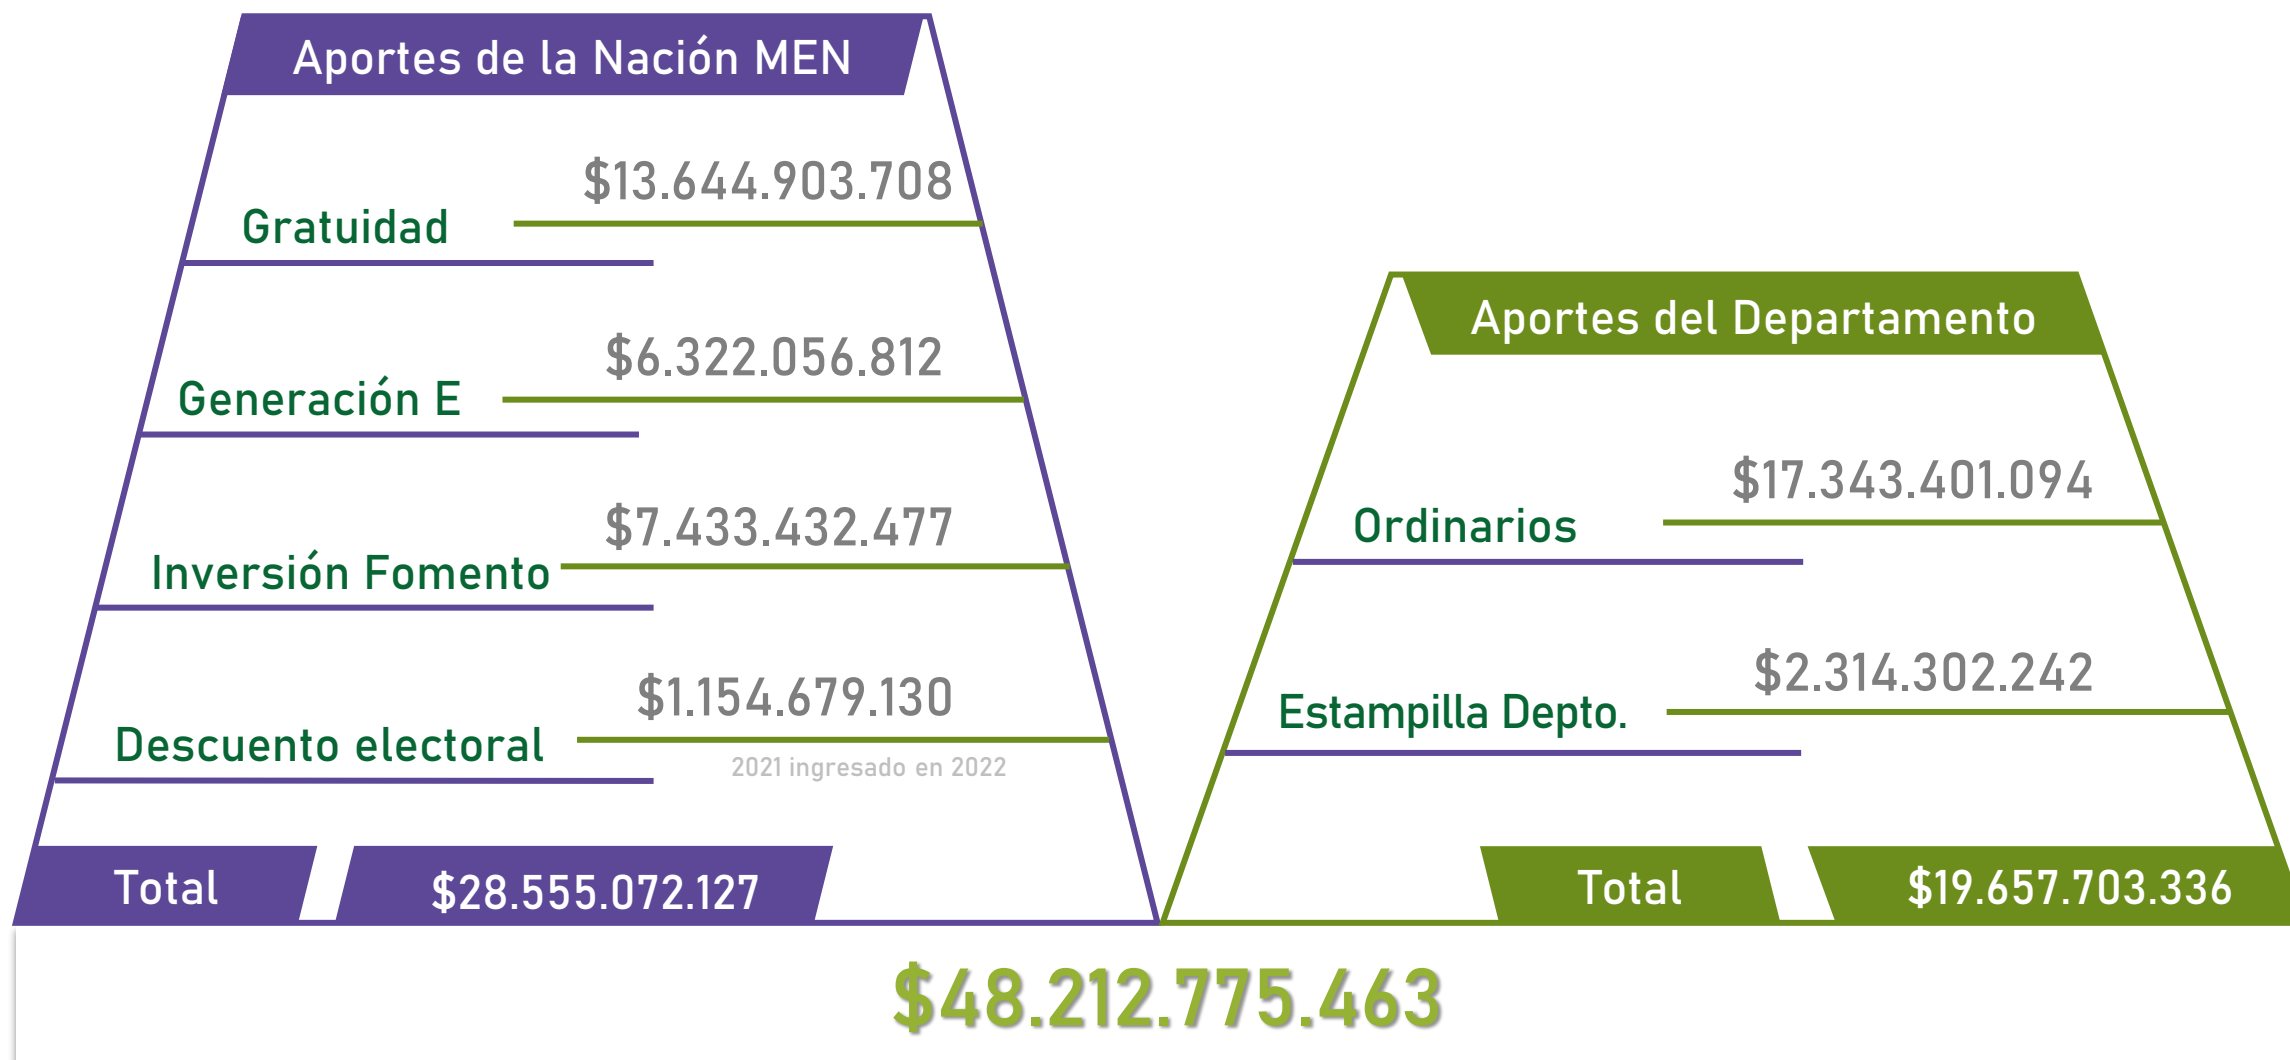 Aportes de la Nación MEN
Gratuidad
$13.644.903.708
Generación E
$6.322.056.812
Inversión Fomento
$7.433.432.477
Descuento electoral
$1.154.679.130
2021 ingresado en 2022
Total
$28.555.072.127
Aportes del Departamento
Ordinarios
$17.343.401.094
Estampilla Depto.
$2.314.302.242
Total
$19.657.703.336
$48.212.775.463